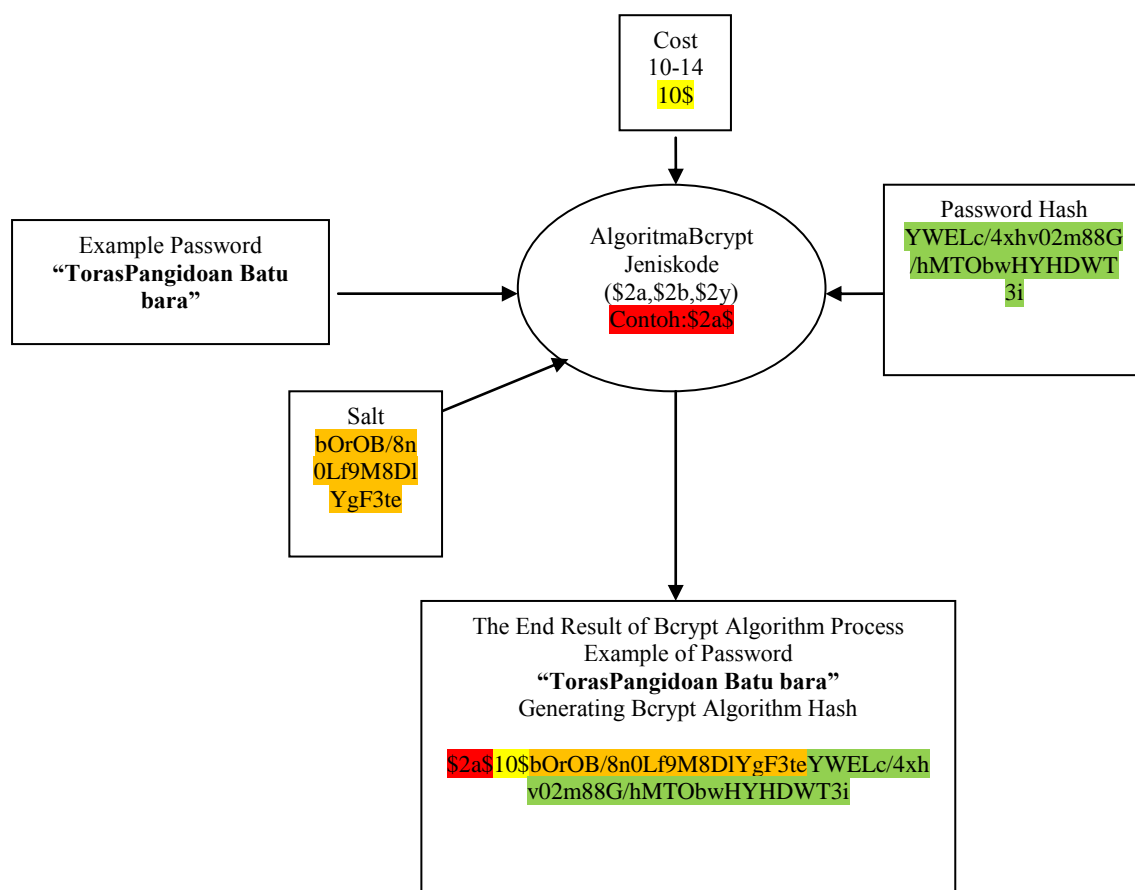 Cost
10-14
10$
Example Password
“TorasPangidoan Batu
bara”
AlgoritmaBcrypt
Jeniskode
($2a,$2b,$2y)
Contoh:$2a$
Password Hash
YWELc/4xhv02m88G
/hMTObwHYHDWT
3i
Salt
bOrOB/8n
0Lf9M8Dl
YgF3te
The End Result of Bcrypt Algorithm Process
Example of Password
“TorasPangidoan Batu bara”
Generating Bcrypt Algorithm Hash
$2a$10$bOrOB/8n0Lf9M8DlYgF3teYWELc/4xh
v02m88G/hMTObwHYHDWT3i